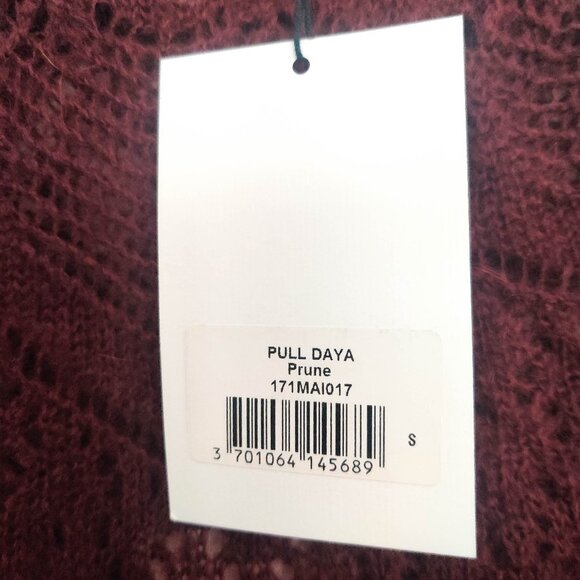 PULL DAYA
Prune
171MAI017
S
3 701064 145689